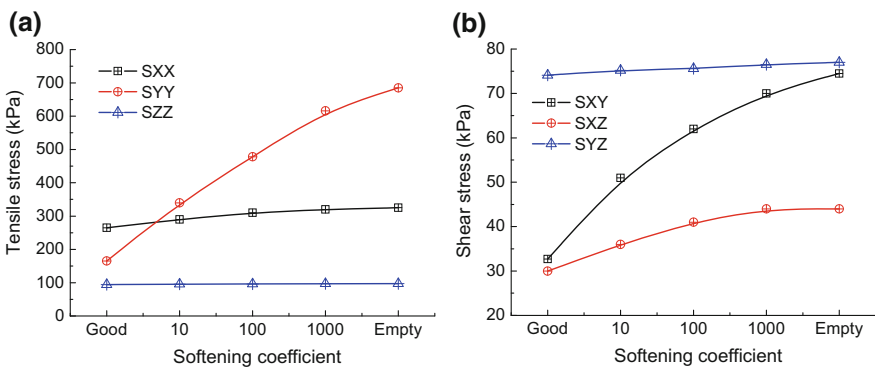 (a)
800
700
600
500
400
300
200
100
0
Tensile stress (kPa)
SXX
SYY
SZZ
Good 10 100 1000 Empty
Softening coefficient
(b)
80
70
60
50
40
30
20
Shear stress (kPa)
SXY
SXZ
SYZ
Good 10 100 1000 Empty
Softening coefficient